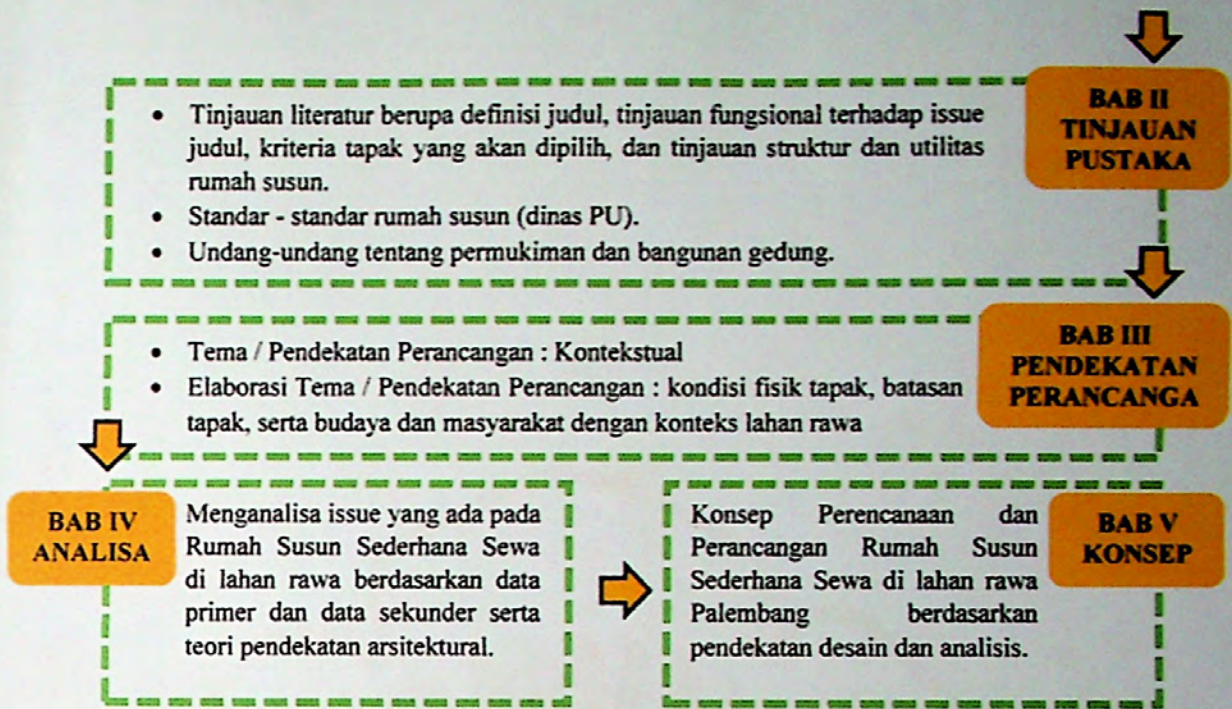 BAB II
TINJAUAN
PUSTAKA
• Tinjauan literatur berupa definisi judul, tinjauan fungsional terhadap issue
judul, kriteria tapak yang akan dipilih, dan tinjauan struktur dan utilitas
rumah susun.
• Standar - standar rumah susun (dinas PU).
• Undang-undang tentang permukiman dan bangunan gedung.
BAB III
PENDEKATAN
PERANCANGA
• Tema / Pendekatan Perancangan : Kontekstual
• Elaborasi Tema / Pendekatan Perancangan : kondisi fisik tapak, batasan
tapak, serta budaya dan masyarakat dengan konteks lahan rawa
BAB IV
ANALISA
Menganalisa issue yang ada pada
Rumah Susun Sederhana Sewa
di lahan rawa berdasarkan data
primer dan data sekunder serta
teori pendekatan arsitektural.
BAB V
KONSEP
Konsep Perencanaan dan
Perancangan Rumah Susun
Sederhana Sewa di lahan rawa
Palembang berdasarkan
pendekatan desain dan analisis.